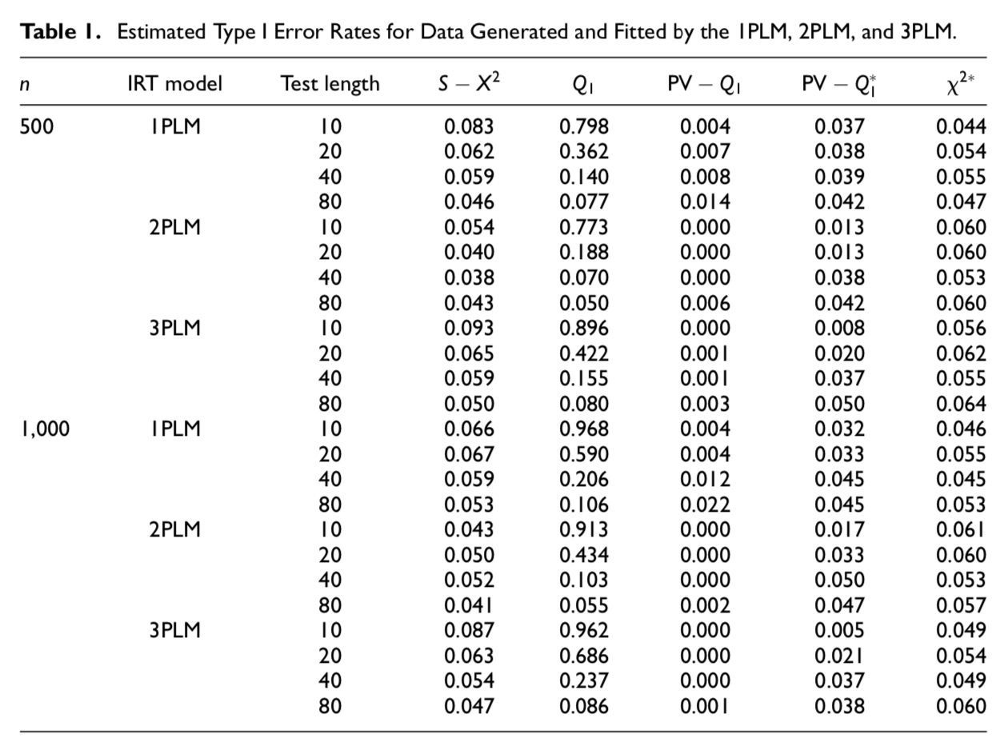 Table 1. Estimated Type I Error Rates for Data Generated and Fitted by the 1PLM, 2PLM, and 3PLM.
n IRT model Test length S − X² Q₁ PV − Q₁ PV − Q₁* χ²*
500 1PLM 10 0.083 0.798 0.004 0.037 0.044
20 0.062 0.362 0.007 0.038 0.054
40 0.059 0.140 0.008 0.039 0.055
80 0.046 0.077 0.014 0.042 0.047
2PLM 10 0.054 0.773 0.000 0.013 0.060
20 0.040 0.188 0.000 0.013 0.060
40 0.038 0.070 0.000 0.038 0.053
80 0.043 0.050 0.006 0.042 0.060
3PLM 10 0.093 0.896 0.000 0.008 0.056
20 0.065 0.422 0.001 0.020 0.062
40 0.059 0.155 0.001 0.037 0.055
80 0.050 0.080 0.003 0.050 0.064
1,000 1PLM 10 0.066 0.968 0.004 0.032 0.046
20 0.067 0.590 0.004 0.033 0.055
40 0.059 0.206 0.012 0.045 0.045
80 0.053 0.106 0.022 0.045 0.053
2PLM 10 0.043 0.913 0.000 0.017 0.061
20 0.050 0.434 0.000 0.033 0.060
40 0.052 0.103 0.000 0.050 0.053
80 0.041 0.055 0.002 0.047 0.057
3PLM 10 0.087 0.962 0.000 0.005 0.049
20 0.063 0.686 0.000 0.021 0.054
40 0.054 0.237 0.000 0.037 0.049
80 0.047 0.086 0.001 0.038 0.060